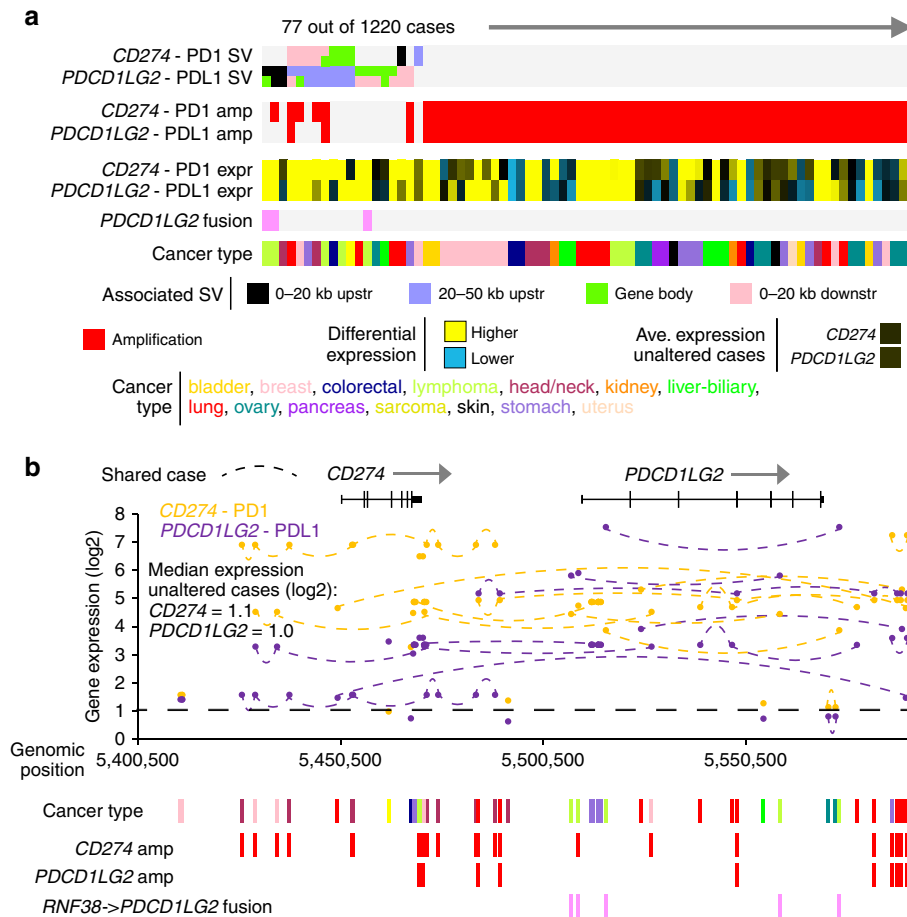 a
77 out of 1220 cases
CD274 - PD1 SV
PDCD1LG2 - PDL1 SV
CD274 - PD1 amp
PDCD1LG2 - PDL1 amp
CD274 - PD1 expr
PDCD1LG2 - PDL1 expr
PDCD1LG2 fusion
Cancer type
Associated SV
0–20 kb upstr
20–50 kb upstr
Gene body
0–20 kb downstr
Amplification
Differential expression
Higher
Lower
Ave. expression unaltered cases
CD274
PDCD1LG2
Cancer type
bladder, breast, colorectal, lymphoma, head/neck, kidney, liver-biliary,
lung, ovary, pancreas, sarcoma, skin, stomach, uterus
b
Shared case
CD274
PDCD1LG2
CD274 - PD1
PDCD1LG2 - PDL1
Median expression
unaltered cases (log2):
CD274 = 1.1
PDCD1LG2 = 1.0
Gene expression (log2)
8
7
6
5
4
3
2
1
0
Genomic position
5,400,500
5,450,500
5,500,500
5,550,500
Cancer type
CD274 amp
PDCD1LG2 amp
RNF38->PDCD1LG2 fusion